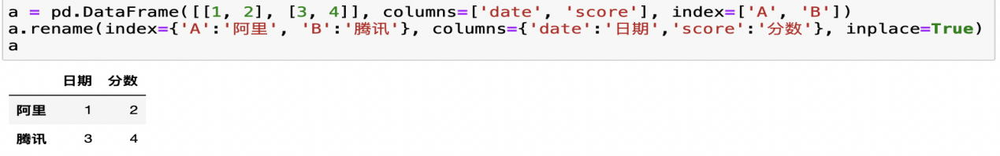 a = pd.DataFrame([[1, 2], [3, 4]], columns=['date', 'score'], index=['A', 'B'])
a.rename(index={'A':'阿里', 'B':'腾讯'}, columns={'date':'日期','score':'分数'}, inplace=True)
a
日期 分数
阿里 1 2
腾讯 3 4